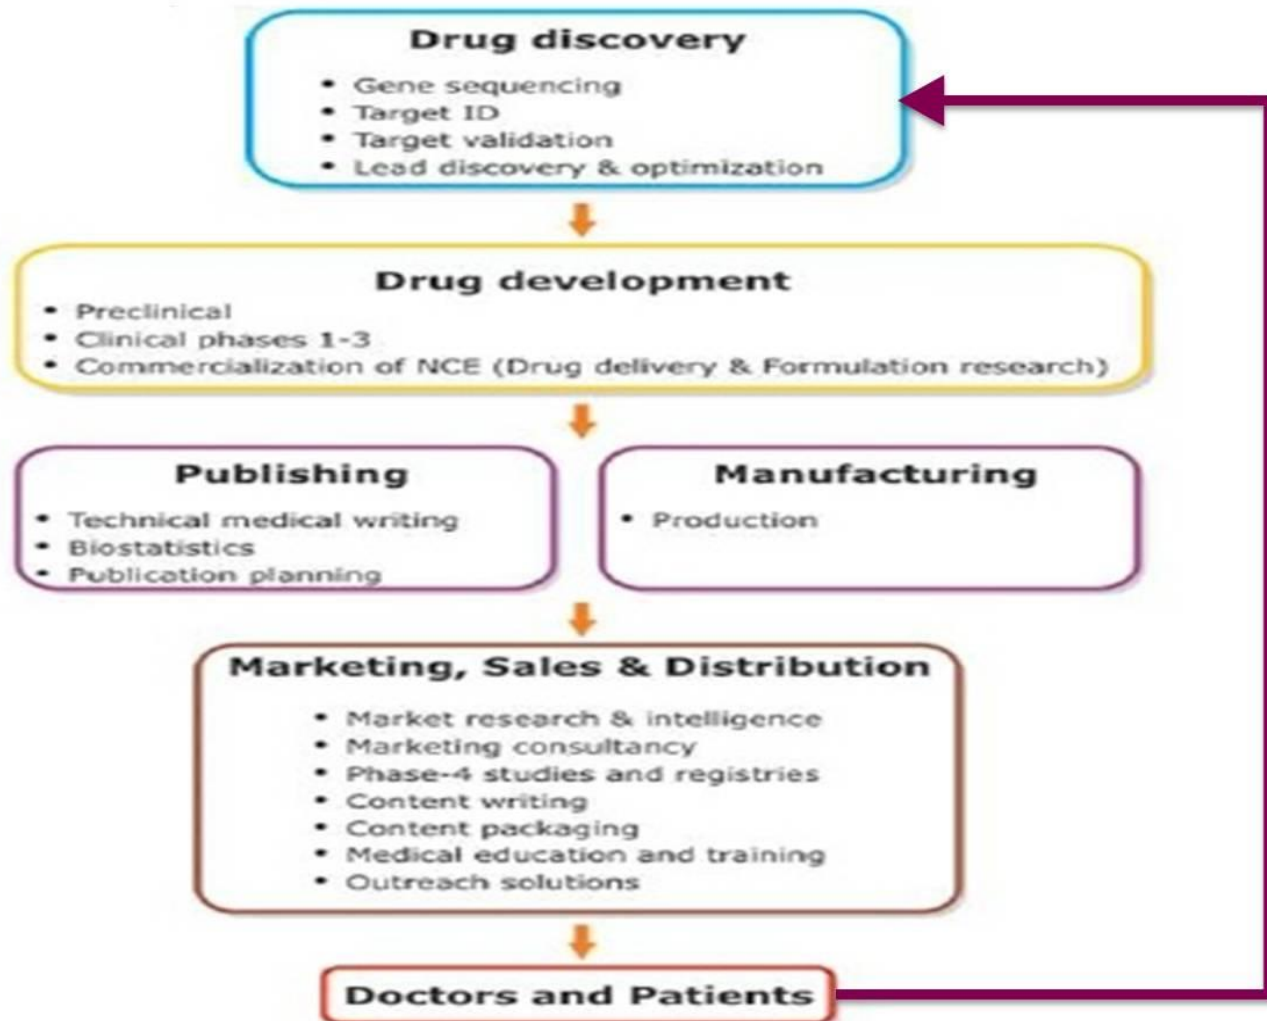 Drug discovery
• Gene sequencing
• Target ID
• Target validation
• Lead discovery & optimization
Drug development
• Preclinical
• Clinical phases 1-3
• Commercialization of NCE (Drug delivery & Formulation research)
Publishing
• Technical medical writing
• Biostatistics
• Publication planning
Manufacturing
• Production
Marketing, Sales & Distribution
• Market research & intelligence
• Marketing consultancy
• Phase-4 studies and registries
• Content writing
• Content packaging
• Medical education and training
• Outreach solutions
Doctors and Patients